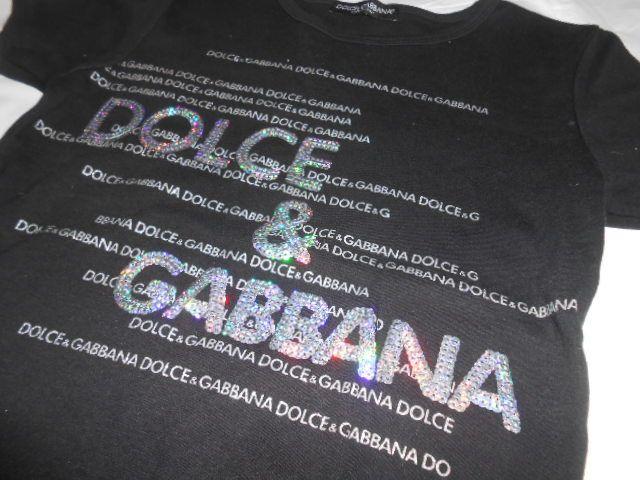 DOLCE & GABBANA
DOLCE&GABBANA DOLCE&GABBANA DOLCE&GABBANA
GABBANA DOLCE&GABBANA DOLCE&GABBANA
GABBANA DOLCE&GABBANA DOLCE&GABBANA
DOLCE&GABBANA
DOLCE
GABBANA DOLCE&GABBANA DOLCE&G
DOLCE&GABBANA DOLCE&GABBANA DOLCE&G
DOLCE&GABBANA DOLCE&G
DOLCE&GABBANA DOLCE&G
&
BBANA DOLCE&GABBANA DOLCE&GABBANA
NA DOLCE&GABBANA DOLCE&GABBANA
DOLCE&GABBANA
GABBANA
DOLCE&GABBANA DOLCE&GABBANA DOLCE
DOLCE&GABBANA DOLCE&GABBANA DOLCE&GABBANA DO